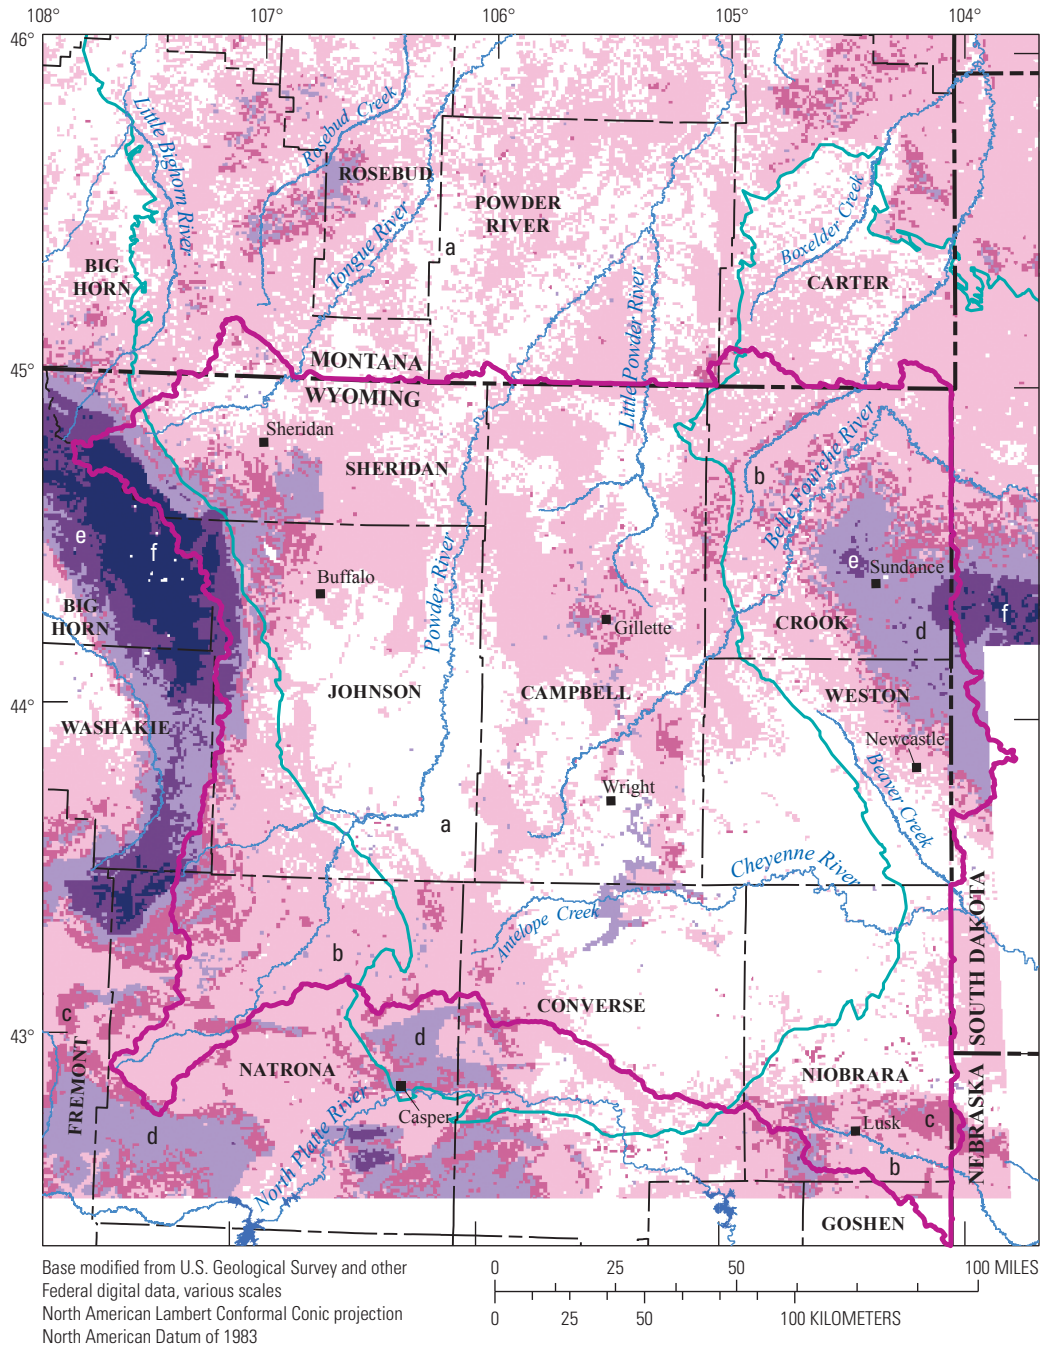 108°
107°
106°
105°
104°
46°
Little Bighorn River
Rosebud Creek
ROSEBUD
Tongue River
POWDER
RIVER
a
Boxelder Creek
BIG
HORN
Little Powder River
CARTER
45°
MONTANA
WYOMING
Sheridan
SHERIDAN
b
Belle Fourche River
e
f
Powder River
e
Sundance
Buffalo
BIG
HORN
Gillette
CROOK
d
f
JOHNSON
CAMPBELL
WESTON
44°
WASHAKIE
Newcastle
Beaver Creek
Wright
a
Cheyenne River
Antelope Creek
b
SOUTH DAKOTA
CONVERSE
c
43°
d
FREMONT
NATRONA
NIOBRARA
NEBRASKA
Casper
Lusk
c
d
North Platte River
b
GOSHEN
Base modified from U.S. Geological Survey and other
Federal digital data, various scales
North American Lambert Conformal Conic projection
North American Datum of 1983
0 25 50 100 MILES
0 25 50 100 KILOMETERS